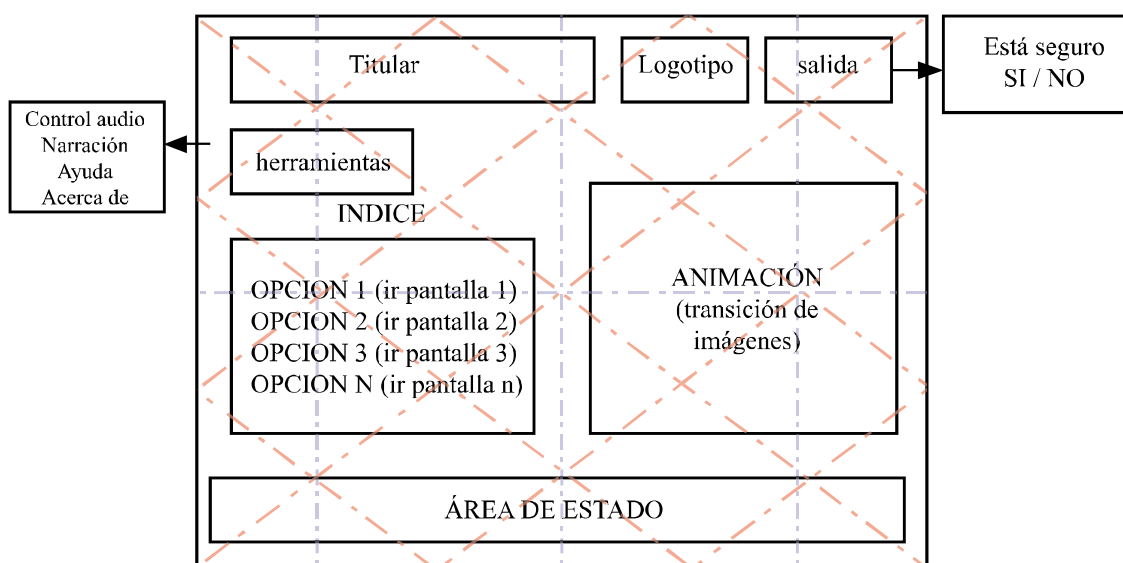 Titular
Logotipo
salida
Está seguro
SI / NO
Control audio
Narración
Ayuda
Acerca de
herramientas
INDICE
OPCION 1 (ir pantalla 1)
OPCION 2 (ir pantalla 2)
OPCION 3 (ir pantalla 3)
OPCION N (ir pantalla n)
ANIMACIÓN
(transición de
imágenes)
ÁREA DE ESTADO